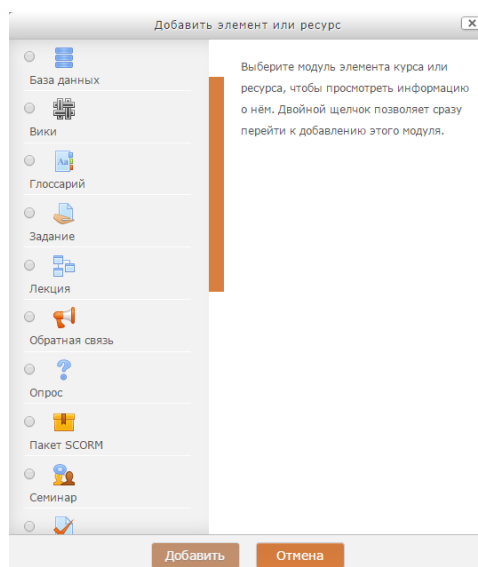 Добавить элемент или ресурс
База данных
Вики
Глоссарий
Задание
Лекция
Обратная связь
Опрос
Пакет SCORM
Семинар
Выберите модуль элемента курса или
ресурса, чтобы просмотреть информацию
о нём. Двойной щелчок позволяет сразу
перейти к добавлению этого модуля.
Добавить
Отмена